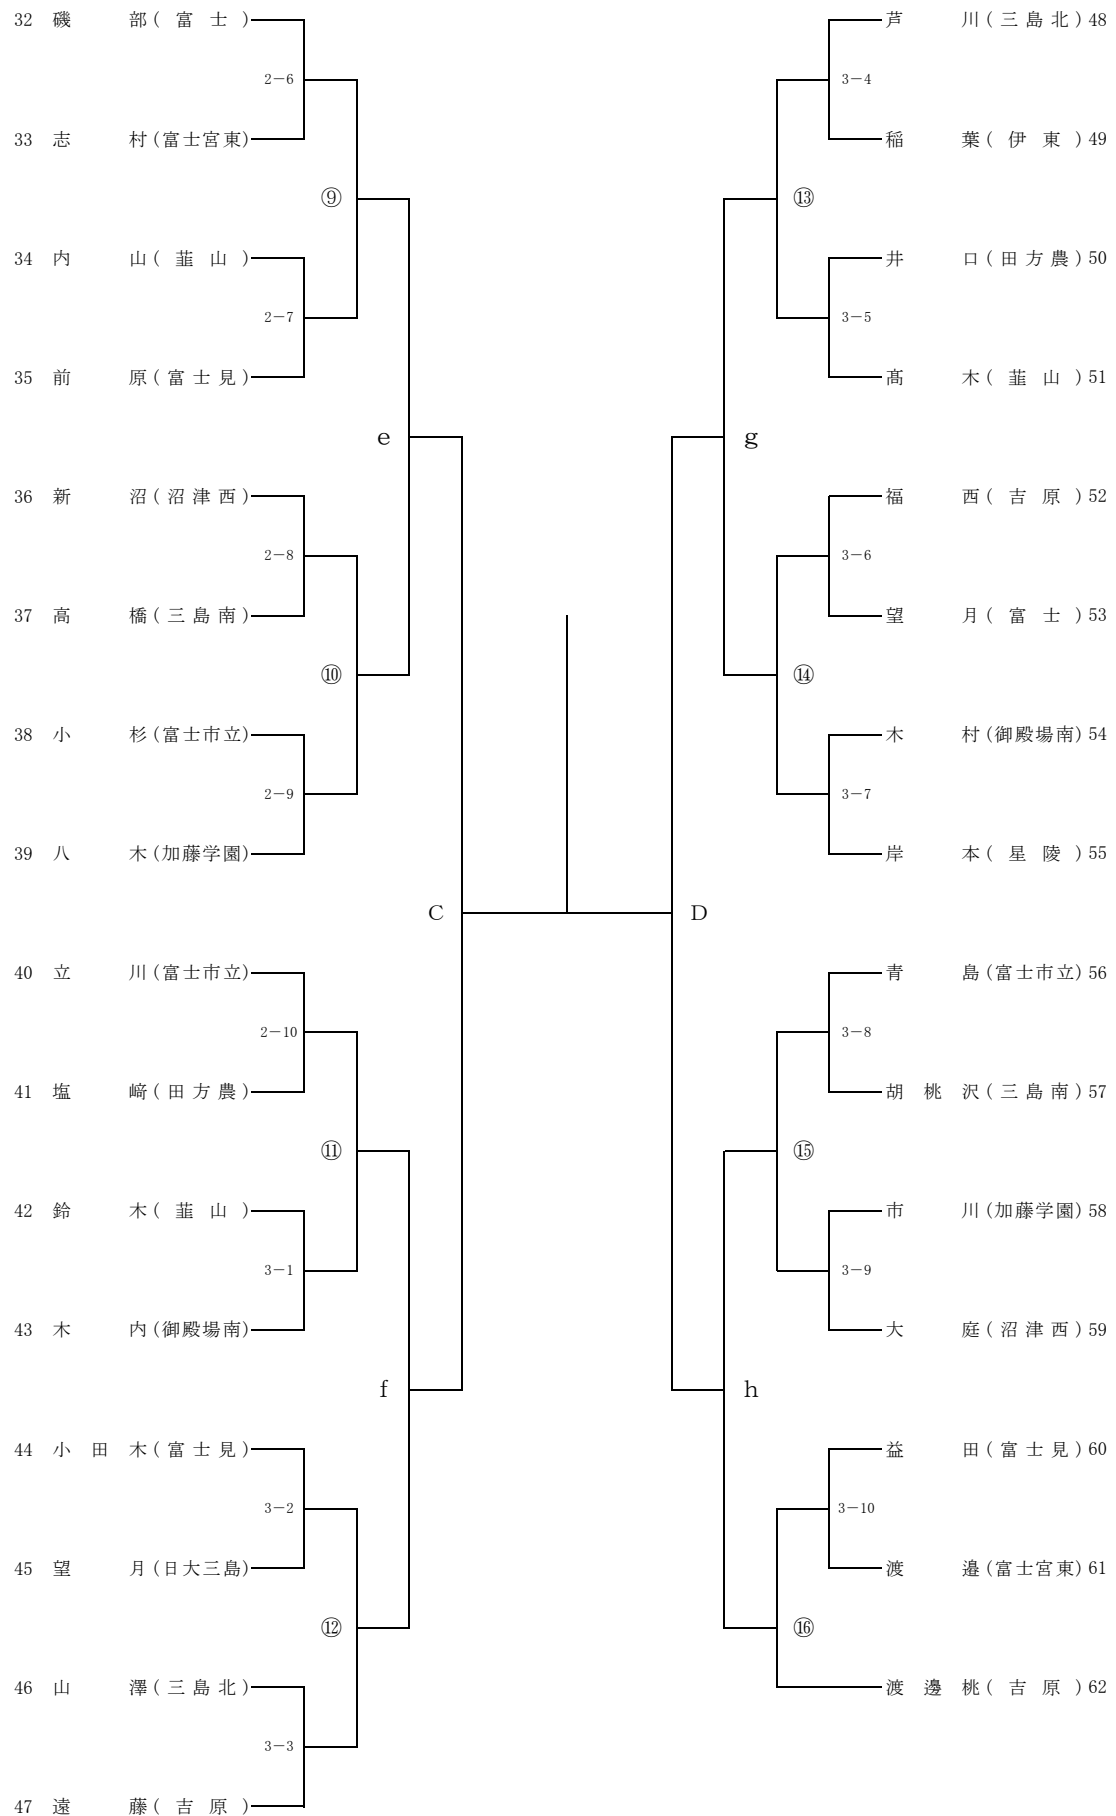 32 磯部(富士)
2-6
33 志村(富士宮東)
⑨
34 内山(韮山)
2-7
35 前原(富士見)
e
36 新沼(沼津西)
2-8
37 高橋(三島南)
⑩
38 小杉(富士市立)
2-9
39 八木(加藤学園)
C
40 立川(富士市立)
2-10
41 塩﨑(田方農)
⑪
42 鈴木(韮山)
3-1
43 木内(御殿場南)
f
44 小田木(富士見)
3-2
45 望月(日大三島)
⑫
46 山澤(三島北)
3-3
47 遠藤(吉原)
芦川(三島北)48
3-4
稲葉(伊東)49
⑬
井口(田方農)50
3-5
髙木(韮山)51
g
福西(吉原)52
3-6
望月(富士)53
⑭
木村(御殿場南)54
3-7
岸本(星陵)55
D
青島(富士市立)56
3-8
胡桃沢(三島南)57
⑮
市川(加藤学園)58
3-9
大庭(沼津西)59
h
益田(富士見)60
3-10
渡邉(富士宮東)61
⑯
渡邊桃(吉原)62